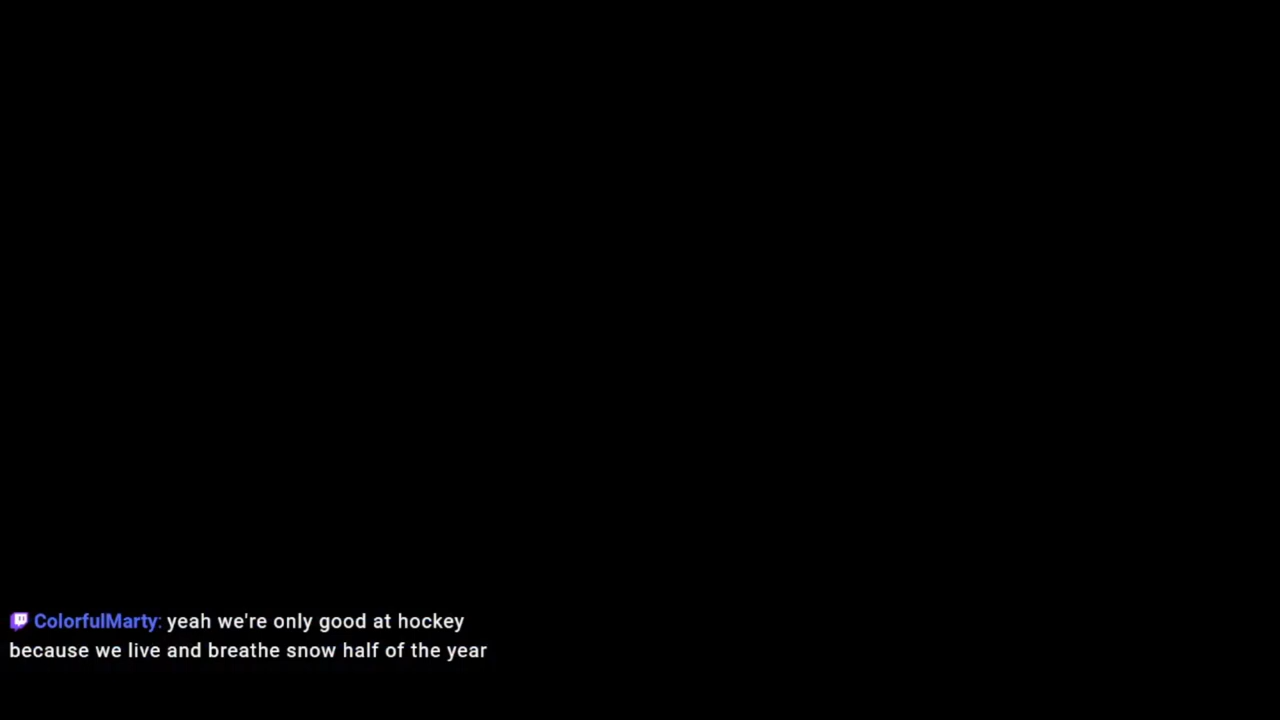 ColorfulMarty: yeah we're only good at hockey
because we live and breathe snow half of the year